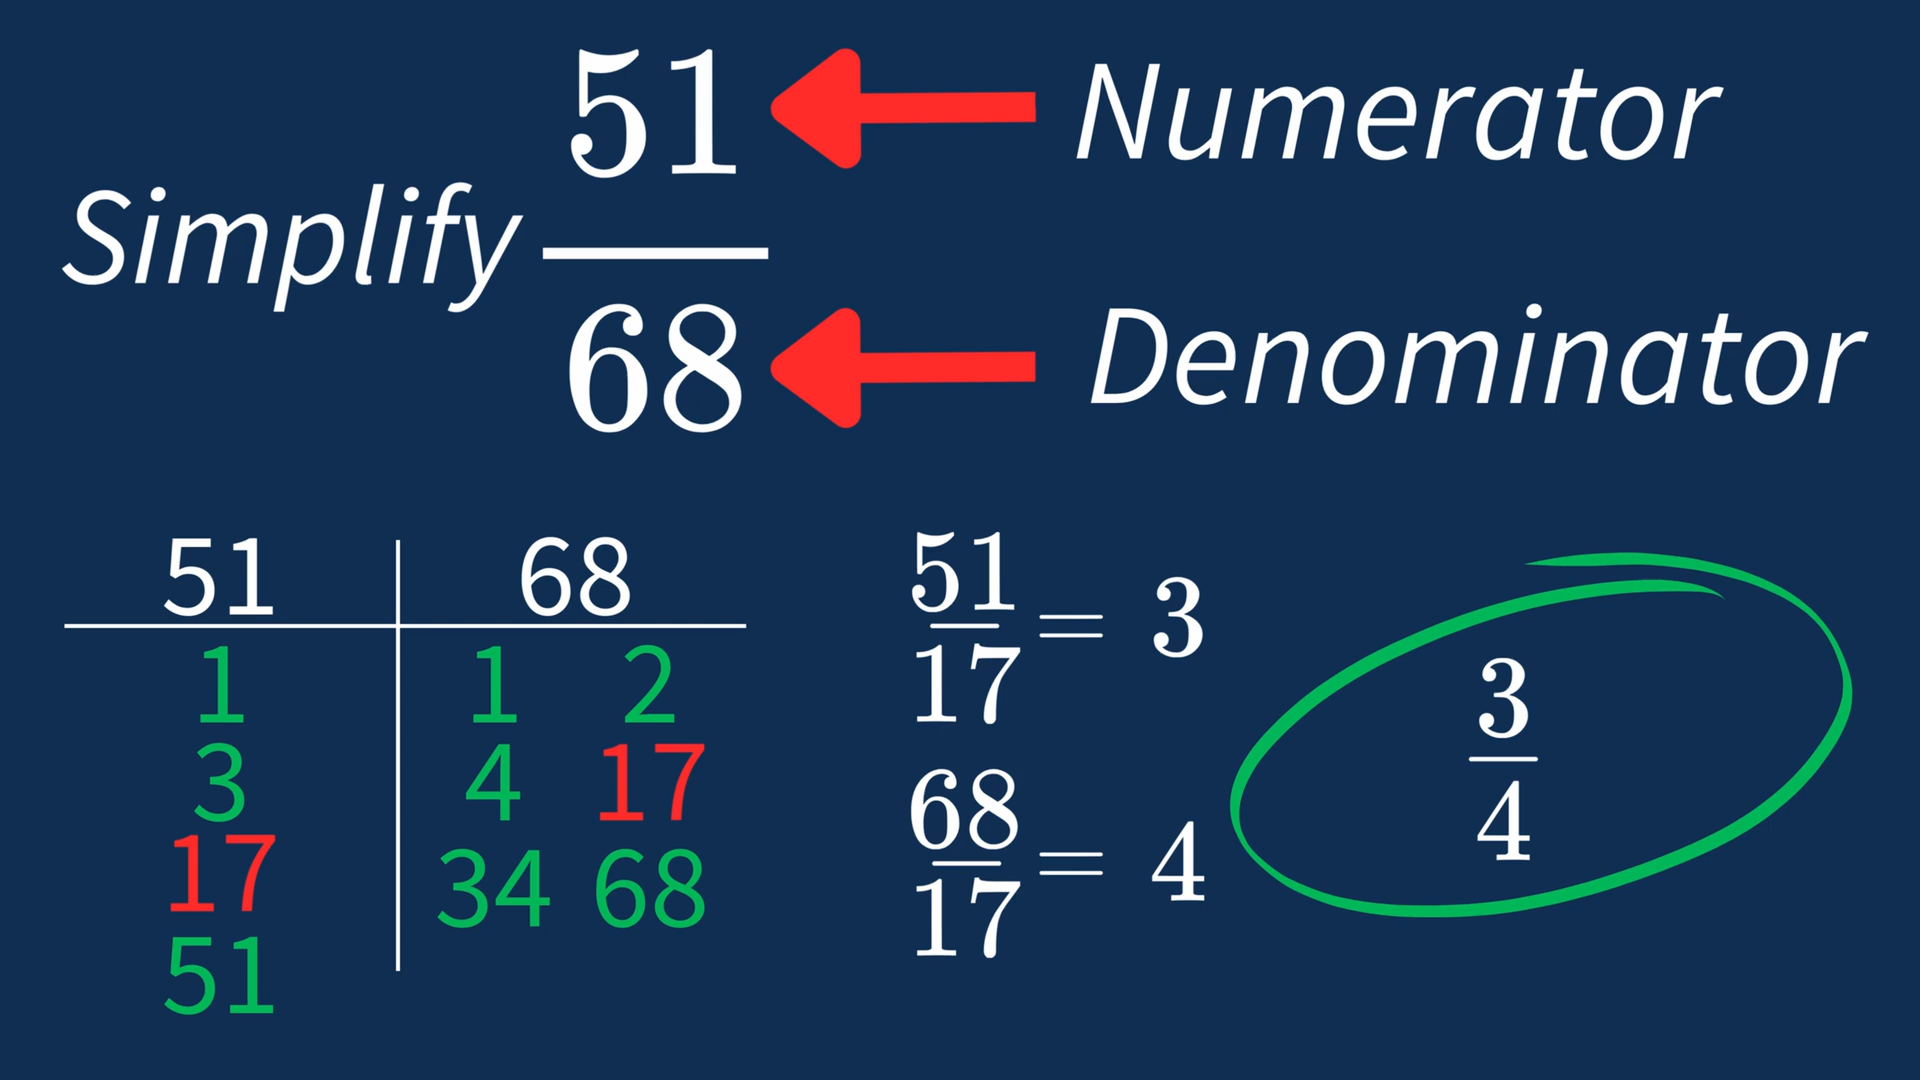 Simplify 51/68
Numerator
Denominator
51 68
1 1 2
3 4 17
17 34 68
51
51/17 = 3
68/17 = 4
3/4